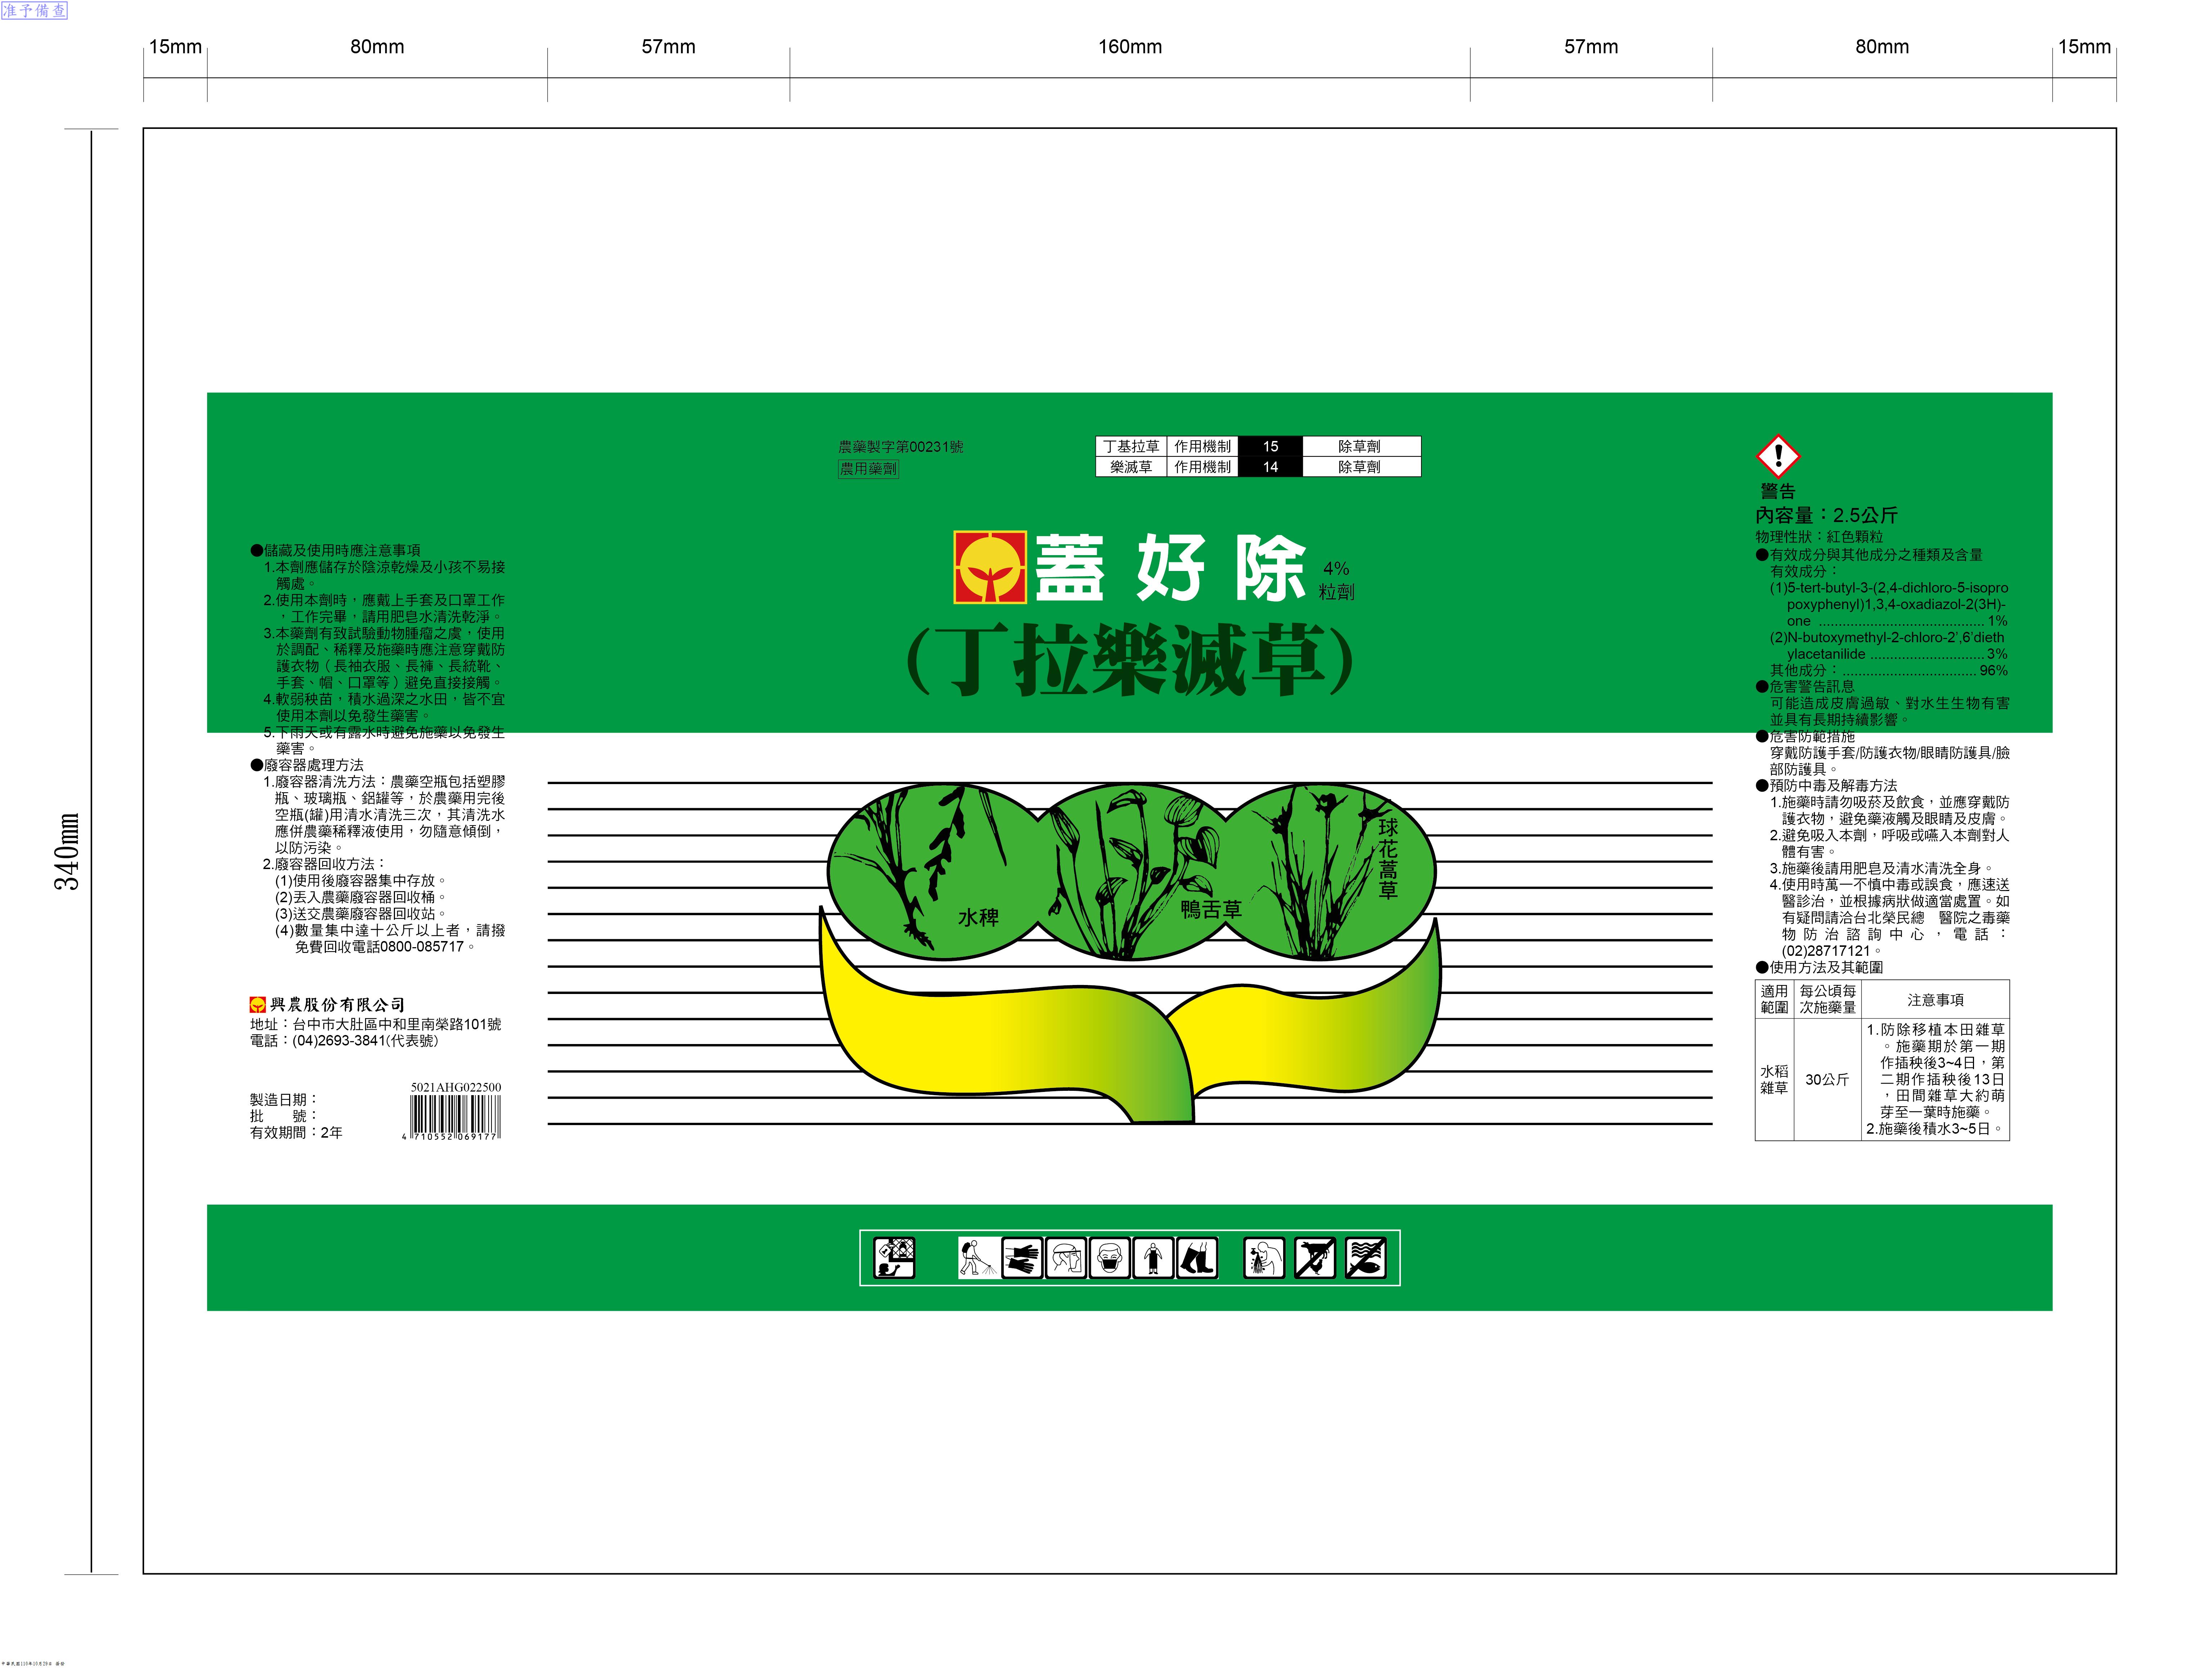 准予備查
15mm
80mm
57mm
160mm
57mm
80mm
15mm
340mm
●儲藏及使用時應注意事項
1.本劑應儲存於陰涼乾燥及小孩不易接
觸處。
2.使用本劑時，應戴上手套及口罩工作
，工作完畢，請用肥皂水清洗乾淨。
3.本藥劑有致試驗動物腫瘤之虞，使用
於調配、稀釋及施藥時應注意穿戴防
護衣物（長袖衣服、長褲、長統靴、
手套、帽、口罩等）避免直接接觸。
4.軟弱秧苗，積水過深之水田，皆不宜
使用本劑以免發生藥害。
5.下雨天或有露水時避免施藥以免發生
藥害。
●廢容器處理方法
1.廢容器清洗方法：農藥空瓶包括塑膠
瓶、玻璃瓶、鋁罐等，於農藥用完後
空瓶(罐)用清水清洗三次，其清洗水
應併農藥稀釋液使用，勿隨意傾倒，
以防污染。
2.廢容器回收方法：
(1)使用後廢容器集中存放。
(2)丟入農藥廢容器回收桶。
(3)送交農藥廢容器回收站。
(4)數量集中達十公斤以上者，請撥
免費回收電話0800-085717。
興農股份有限公司
地址：台中市大肚區中和里南榮路101號
電話：(04)2693-3841(代表號)
製造日期：
批　　號：
有效期間：2年
5021AHG022500
4 710552 069177
農藥製字第00231號
農用藥劑
丁基拉草 作用機制 15 除草劑
樂滅草 作用機制 14 除草劑
蓋好除
4%
粒劑
(丁拉樂滅草)
水稗
鴨舌草
球花蒿草
警告
內容量：2.5公斤
物理性狀：紅色顆粒
●有效成分與其他成分之種類及含量
有效成分：
(1)5-tert-butyl-3-(2,4-dichloro-5-isopro
poxyphenyl)1,3,4-oxadiazol-2(3H)-
one .......................................... 1%
(2)N-butoxymethyl-2-chloro-2',6'dieth
ylacetanilide ............................. 3%
其他成分：.................................. 96%
●危害警告訊息
可能造成皮膚過敏、對水生生物有害
並具有長期持續影響。
●危害防範措施
穿戴防護手套/防護衣物/眼睛防護具/臉
部防護具。
●預防中毒及解毒方法
1.施藥時請勿吸菸及飲食，並應穿戴防
護衣物，避免藥液觸及眼睛及皮膚。
2.避免吸入本劑，呼吸或嚥入本劑對人
體有害。
3.施藥後請用肥皂及清水清洗全身。
4.使用時萬一不慎中毒或誤食，應速送
醫診治，並根據病狀做適當處置。如
有疑問請洽台北榮民總　醫院之毒藥
物防治諮詢中心，電話：
(02)28717121。
●使用方法及其範圍
適用
範圍
每公頃每
次施藥量
注意事項
水稻
雜草
30公斤
1.防除移植本田雜草
。施藥期於第一期
作插秧後3~4日，第
二期作插秧後13日
，田間雜草大約萌
芽至一葉時施藥。
2.施藥後積水3~5日。